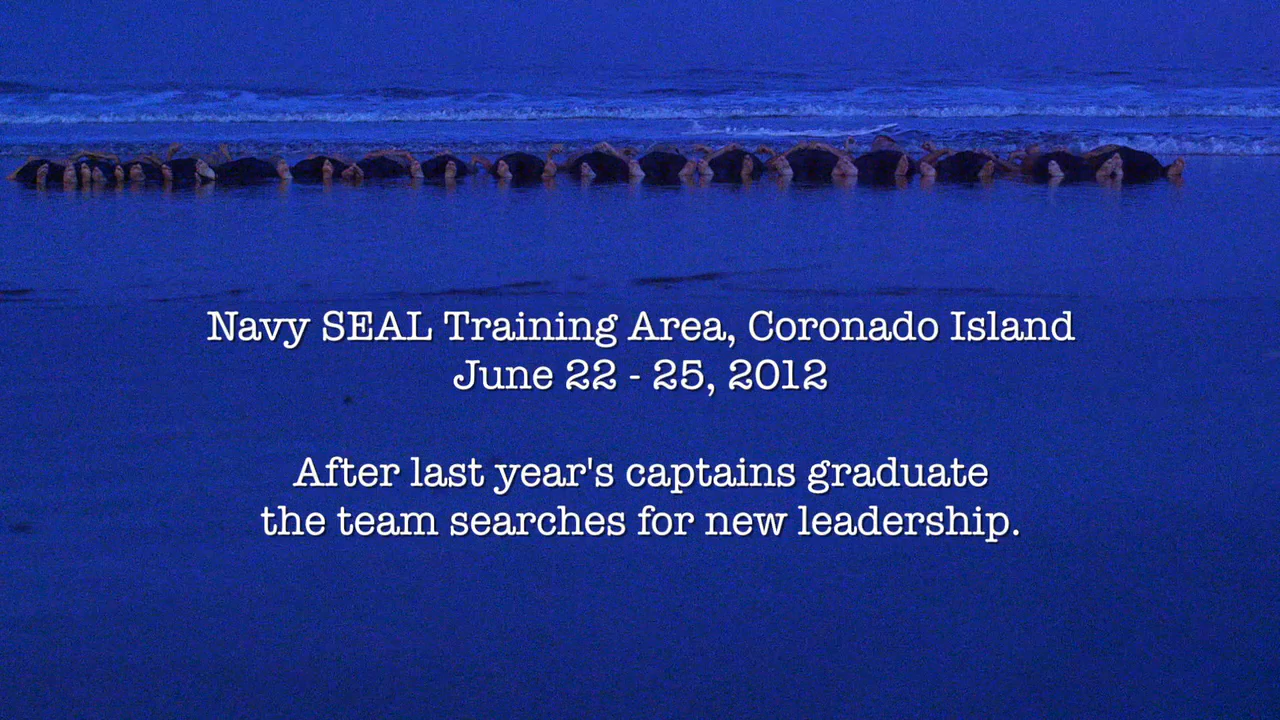 Navy SEAL Training Area, Coronado Island
June 22 - 25, 2012
After last year's captains graduate
the team searches for new leadership.